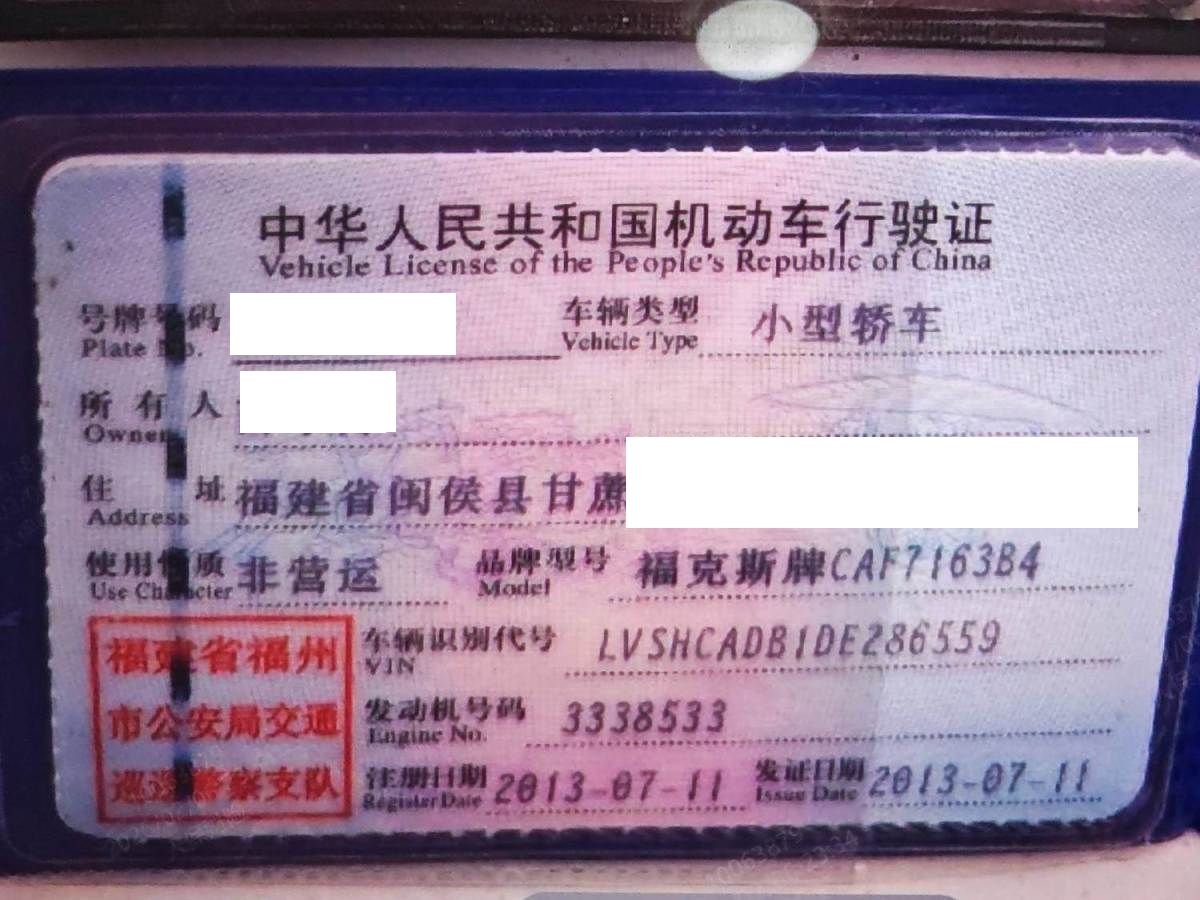 中华人民共和国机动车行驶证
Vehicle License of the People's Republic of China
号牌号码 车辆类型 小型轿车
Plate No. Vehicle Type
所有人
Owner
住址 福建省闽侯县甘蔗
Address
使用性质 非营运 品牌型号 福克斯牌CAF7163B4
Use Character Model
福建省福州 车辆识别代号 LVSHCADB1DE286559
VIN
市公安局交通 发动机号码 3338533
Engine No.
巡逻警察支队 注册日期 2013-07-11 发证日期 2013-07-11
Register Date Issue Date